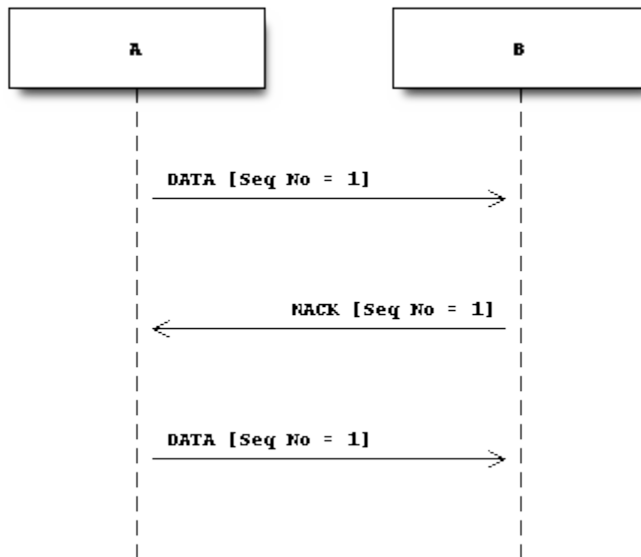 A
B
DATA [Seq No = 1]
NACK [Seq No = 1]
DATA [Seq No = 1]